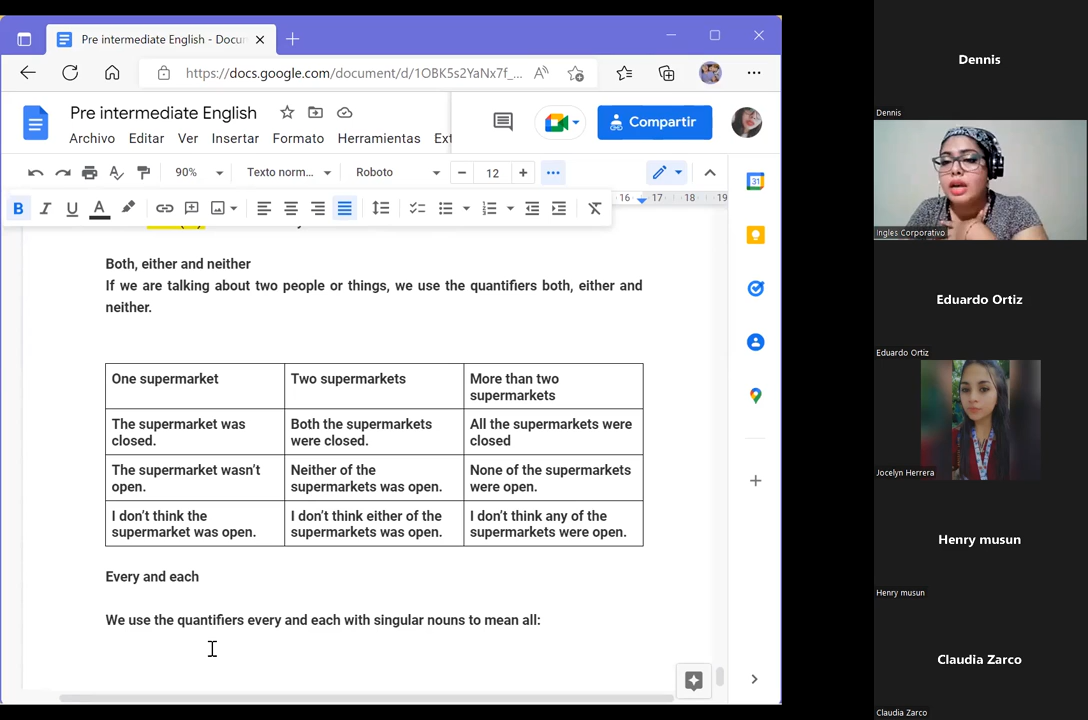 Pre intermediate English - Docu
https://docs.google.com/document/d/1OBK5s2YaNx7f_...
Pre intermediate English
Archivo Editar Ver Insertar Formato Herramientas Ext
Compartir
90% Texto norm... Roboto 12
16 17 18 19
Both, either and neither
If we are talking about two people or things, we use the quantifiers both, either and
neither.
One supermarket Two supermarkets More than two
supermarkets
The supermarket was
closed.
Both the supermarkets
were closed.
All the supermarkets were
closed
The supermarket wasn't
open.
Neither of the
supermarkets was open.
None of the supermarkets
were open.
I don't think the
supermarket was open.
I don't think either of the
supermarkets was open.
I don't think any of the
supermarkets were open.
Every and each
We use the quantifiers every and each with singular nouns to mean all:
31
Dennis
Dennis
Ingles Corporativo
Eduardo Ortiz
Eduardo Ortiz
Jocelyn Herrera
Henry musun
Henry musun
Claudia Zarco
Claudia Zarco